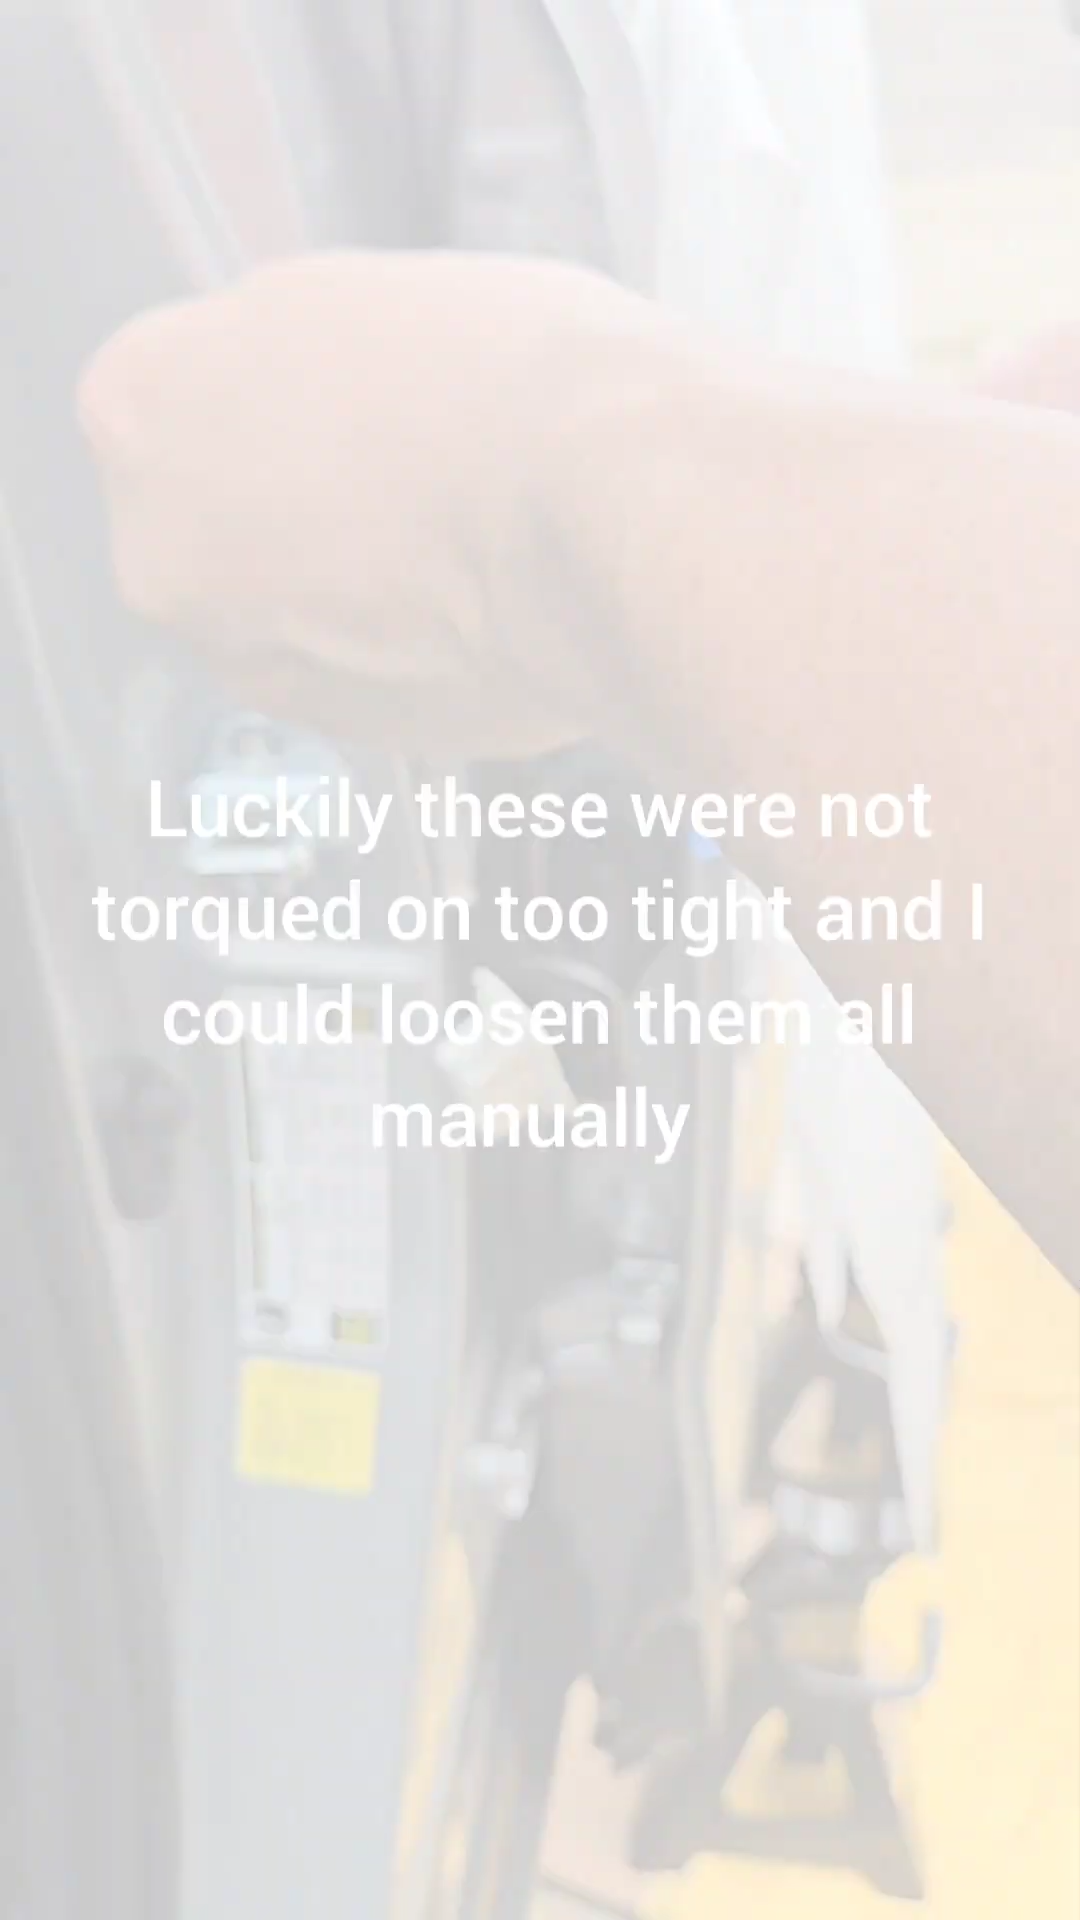 Luckily these were not
torqued on too tight and I
could loosen them all
manually